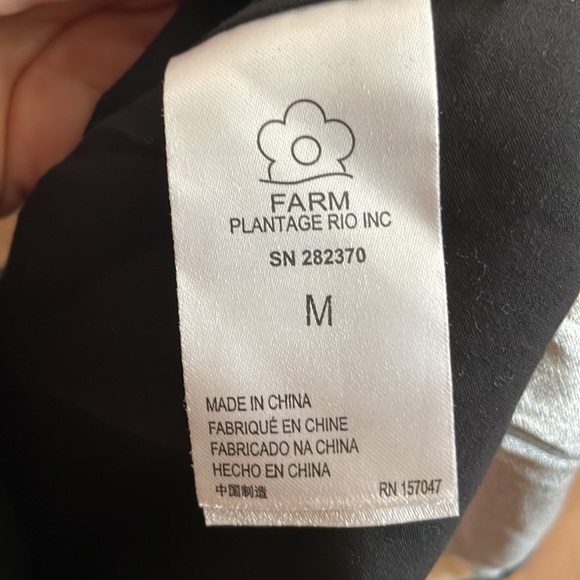 FARM
PLANTAGE RIO INC
SN 282370
M
MADE IN CHINA
FABRIQUÉ EN CHINE
FABRICADO NA CHINA
HECHO EN CHINA
中国制造
RN 157047